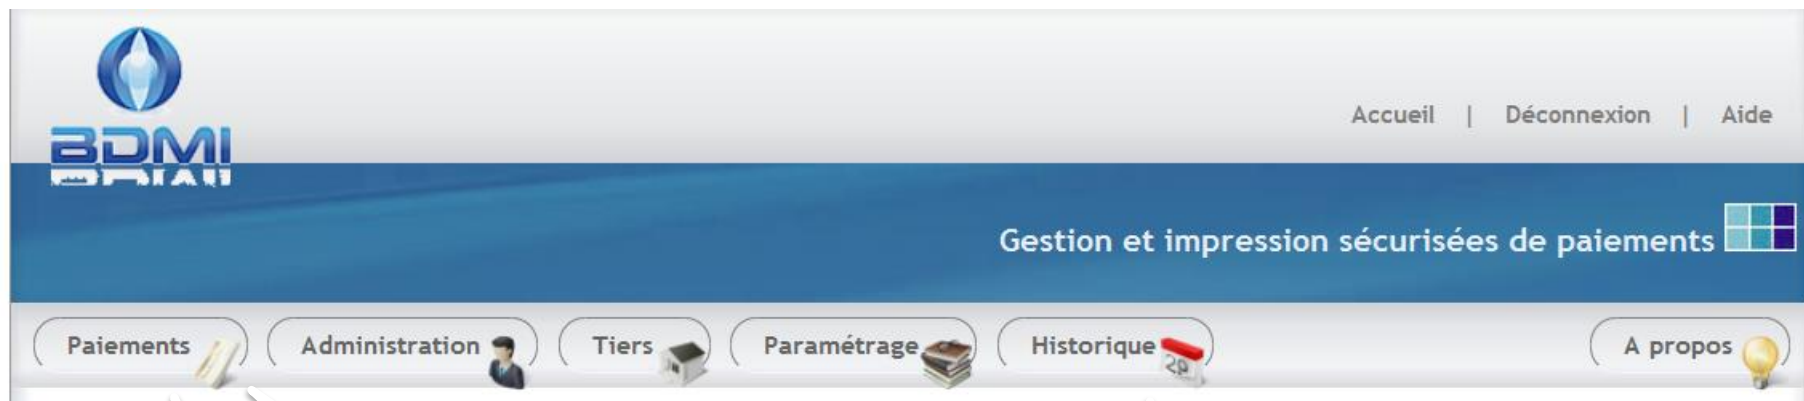 BDMI
Accueil | Déconnexion | Aide
Gestion et impression sécurisées de paiements
Paiements Administration Tiers Paramétrage Historique A propos